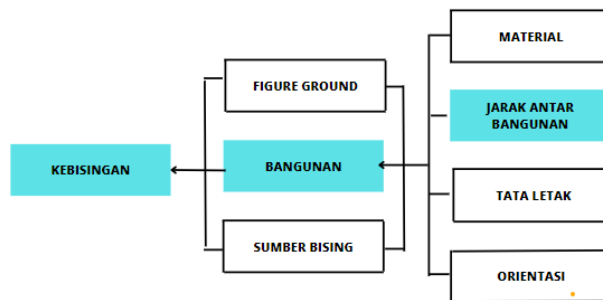 MATERIAL
FIGURE GROUND
JARAK ANTAR
BANGUNAN
KEBISINGAN
BANGUNAN
TATA LETAK
SUMBER BISING
ORIENTASI